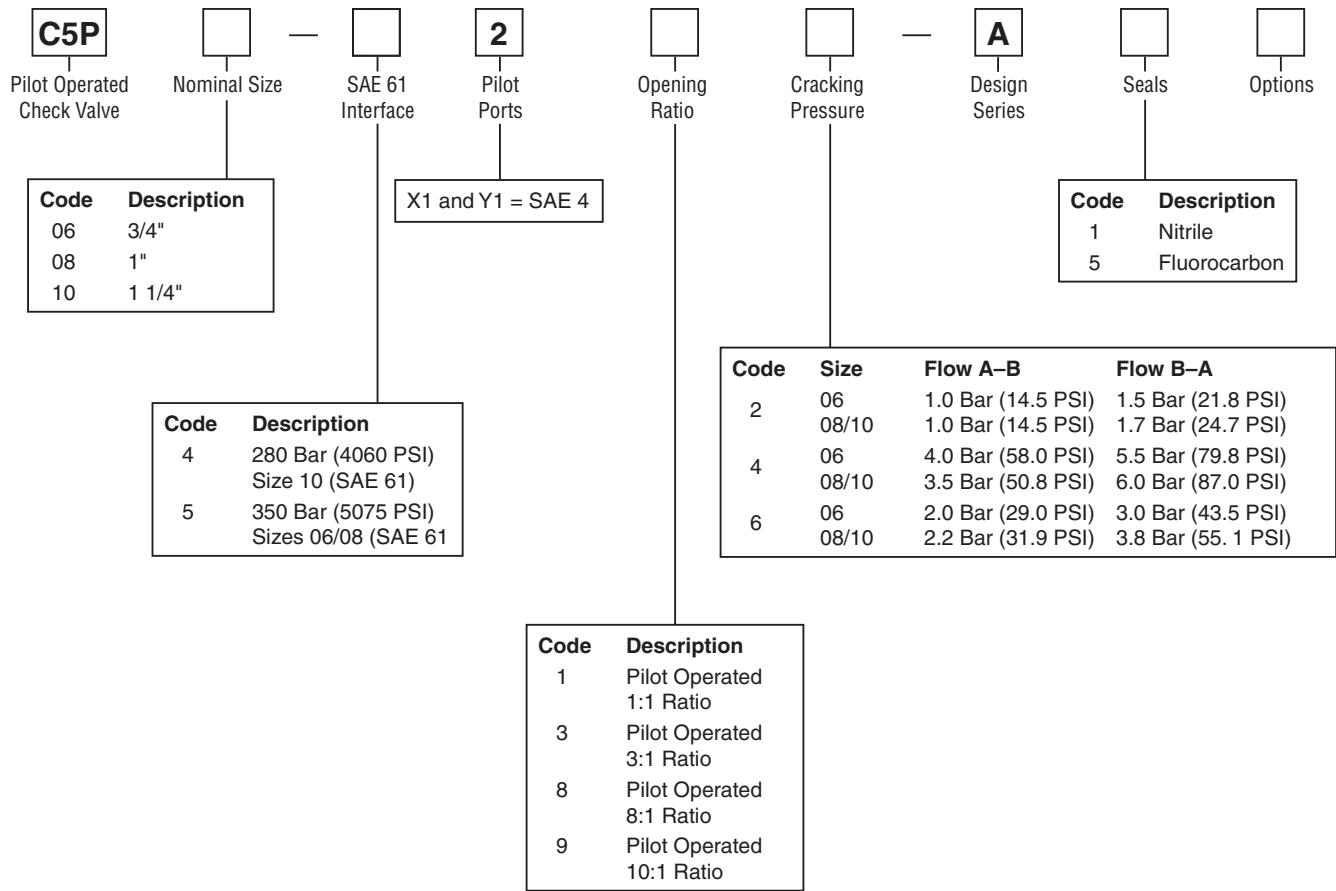 C5P — 2 — A
Pilot Operated
Check Valve
Nominal Size
SAE 61
Interface
Pilot
Ports
Opening
Ratio
Cracking
Pressure
Design
Series
Seals
Options
Code Description
06 3/4"
08 1"
10 1 1/4"
X1 and Y1 = SAE 4
Code Description
1 Nitrile
5 Fluorocarbon
Code Description
4 280 Bar (4060 PSI)
Size 10 (SAE 61)
5 350 Bar (5075 PSI)
Sizes 06/08 (SAE 61
Code Size Flow A–B Flow B–A
2 06 1.0 Bar (14.5 PSI) 1.5 Bar (21.8 PSI)
08/10 1.0 Bar (14.5 PSI) 1.7 Bar (24.7 PSI)
4 06 4.0 Bar (58.0 PSI) 5.5 Bar (79.8 PSI)
08/10 3.5 Bar (50.8 PSI) 6.0 Bar (87.0 PSI)
6 06 2.0 Bar (29.0 PSI) 3.0 Bar (43.5 PSI)
08/10 2.2 Bar (31.9 PSI) 3.8 Bar (55. 1 PSI)
Code Description
1 Pilot Operated
1:1 Ratio
3 Pilot Operated
3:1 Ratio
8 Pilot Operated
8:1 Ratio
9 Pilot Operated
10:1 Ratio